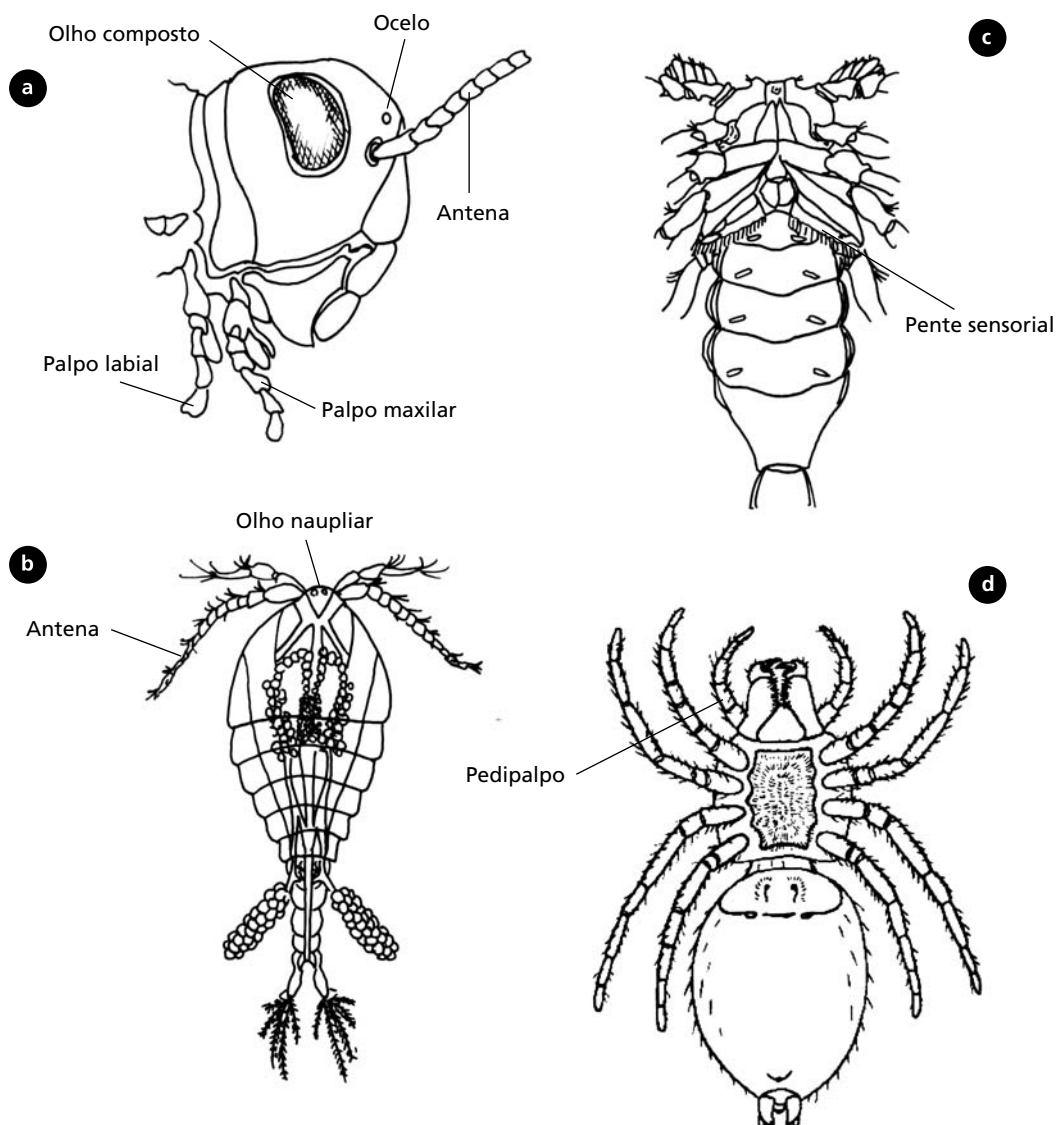 a
Olho composto
Ocelo
Antena
Palpo labial
Palpo maxilar
c
Pente sensorial
b
Olho naupliar
Antena
d
Pedipalpo